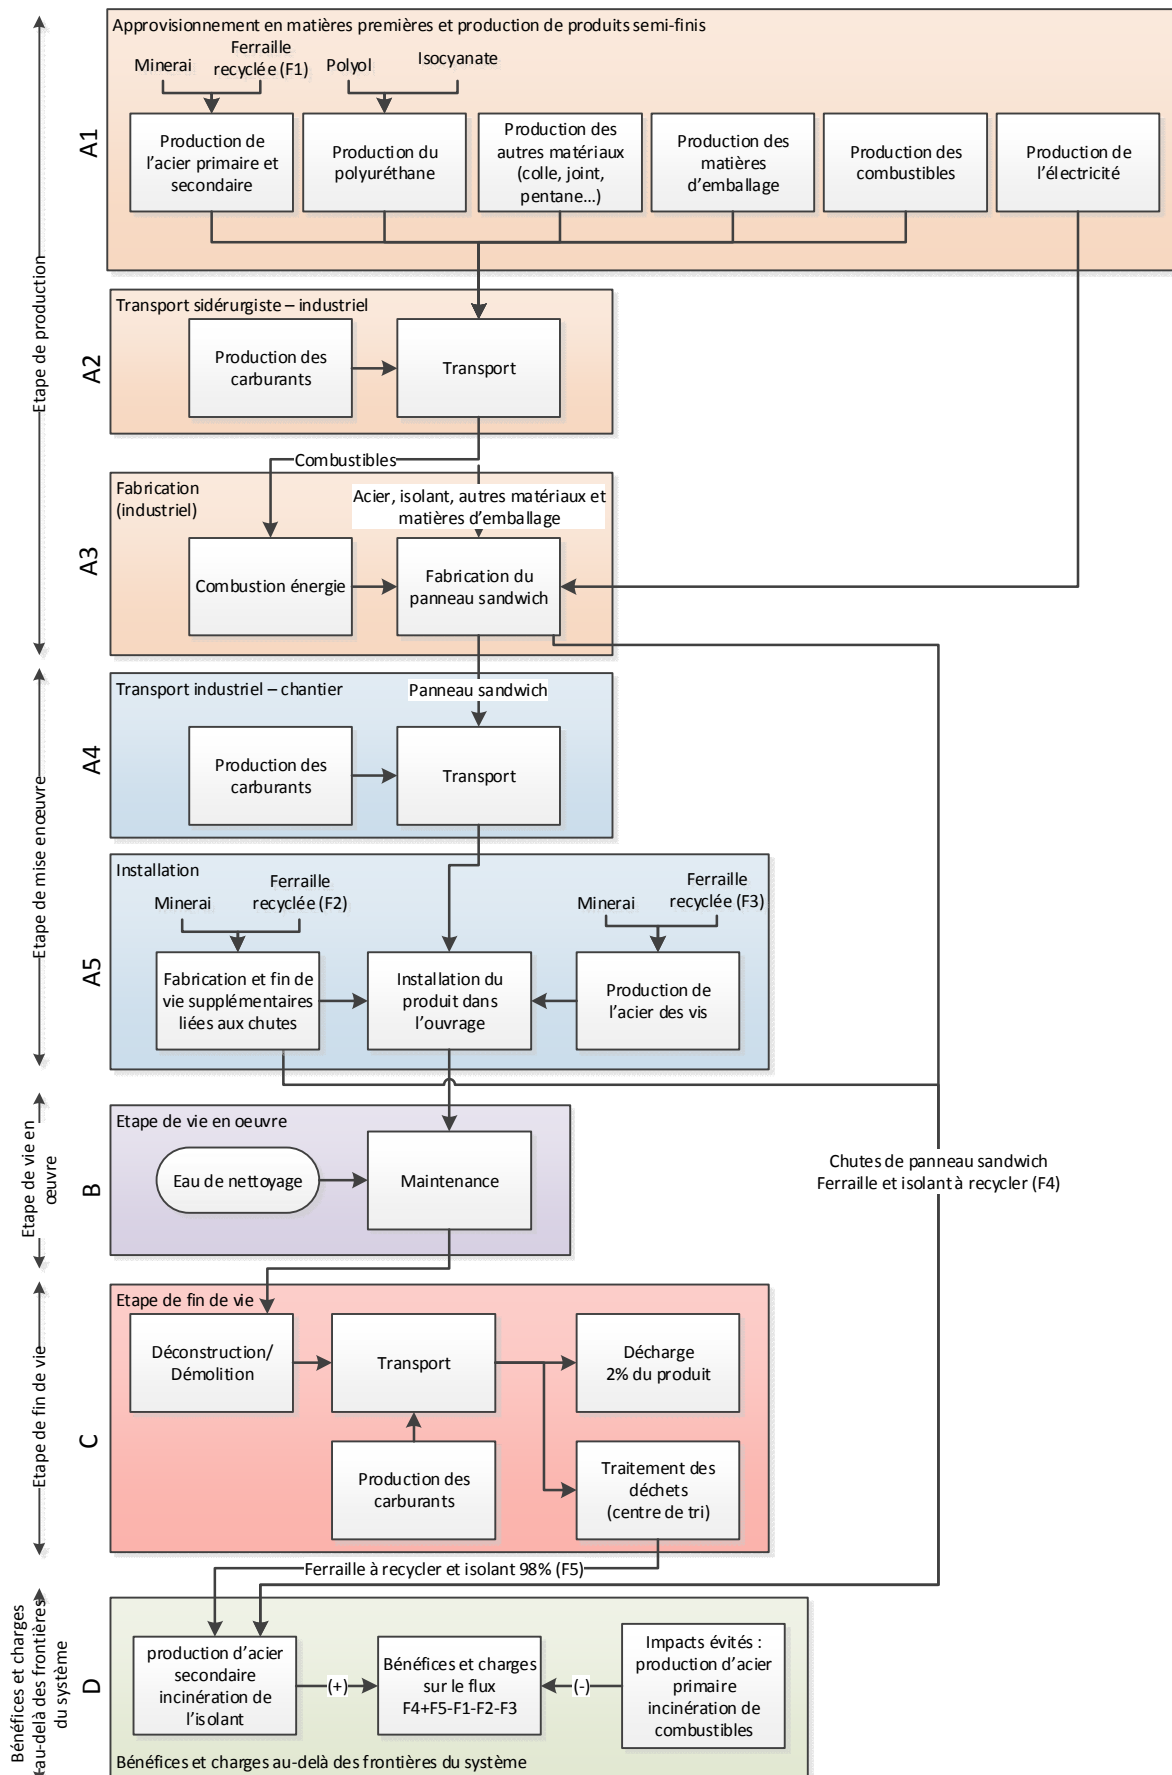 Approvisionnement en matières premières et production de produits semi-finis
Minerai
Ferraille
recyclée (F1)
Polyol
Isocyanate
A1
Production de
l’acier primaire et
secondaire
Production du
polyuréthane
Production des
autres matériaux
(colle, joint,
pentane…)
Production des
matières
d’emballage
Production des
combustibles
Production de
l’électricité
Etape de production
Transport sidérurgiste – industriel
A2
Production des
carburants
Transport
Combustibles
Fabrication
(industriel)
Acier, isolant, autres matériaux et
matières d’emballage
A3
Combustion énergie
Fabrication du
panneau sandwich
Transport industriel – chantier
Panneau sandwich
A4
Production des
carburants
Transport
Etape de mise enœuvre
Installation
Minerai
Ferraille
recyclée (F2)
Minerai
Ferraille
recyclée (F3)
A5
Fabrication et fin de
vie supplémentaires
liées aux chutes
Installation du
produit dans
l’ouvrage
Production de
l’acier des vis
Etape de vie en
œuvre
B
Etape de vie en oeuvre
Eau de nettoyage
Maintenance
Chutes de panneau sandwich
Ferraille et isolant à recycler (F4)
Etape de fin de vie
C
Etape de fin de vie
Déconstruction/
Démolition
Transport
Décharge
2% du produit
Production des
carburants
Traitement des
déchets
(centre de tri)
Ferraille à recycler et isolant 98% (F5)
Bénéfices et charges
au-delà des frontières
du système
D
production d’acier
secondaire
incinération de
l’isolant
(+)
Bénéfices et charges
sur le flux
F4+F5-F1-F2-F3
(-)
Impacts évités :
production d’acier
primaire
incinération de
combustibles
Bénéfices et charges au-delà des frontières du système